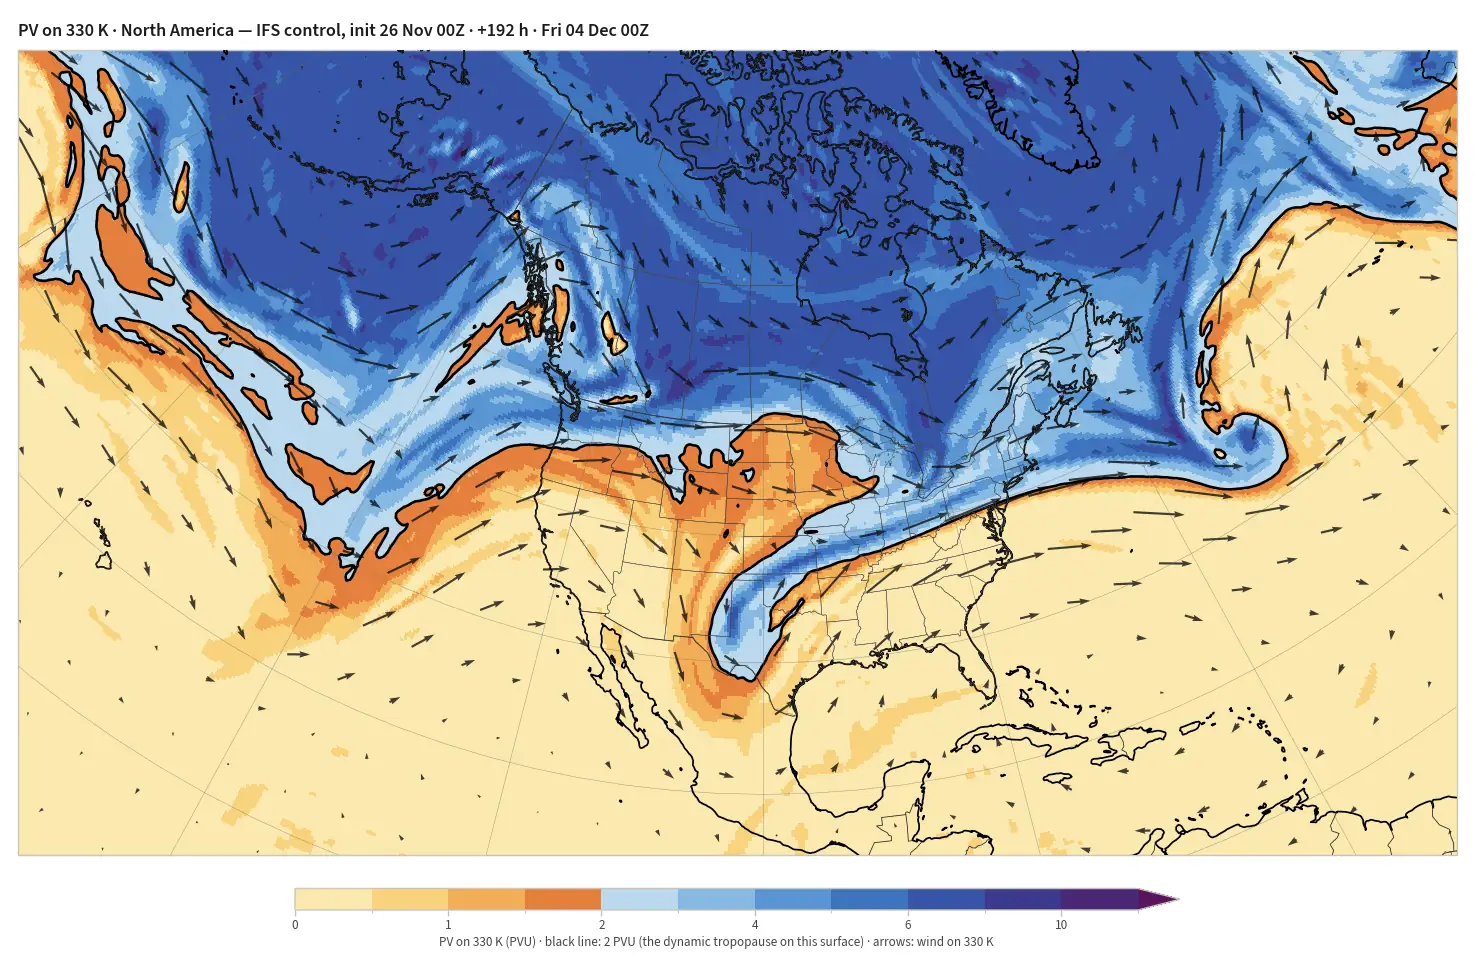 PV on 330 K · North America — IFS control, init 26 Nov 00Z · +192 h · Fri 04 Dec 00Z
0 1 2 4 6 10
PV on 330 K (PVU) · black line: 2 PVU (the dynamic tropopause on this surface) · arrows: wind on 330 K